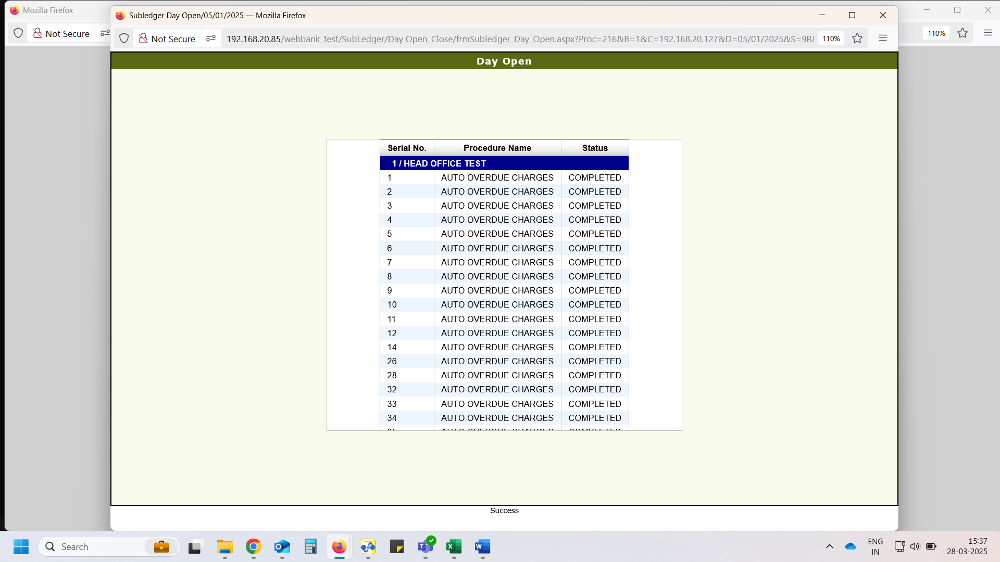 Mozilla Firefox
Subledger Day Open/05/01/2025 — Mozilla Firefox
Not Secure
Not Secure
192.168.20.85/webbank_test/SubLedger/Day Open_Close/frmSubledger_Day_Open.aspx?Proc=216&B=1&C=192.168.20.127&D=05/01/2025&S=9R&
110%
110%
Day Open
Serial No. Procedure Name Status
1 / HEAD OFFICE TEST
1 AUTO OVERDUE CHARGES COMPLETED
2 AUTO OVERDUE CHARGES COMPLETED
3 AUTO OVERDUE CHARGES COMPLETED
4 AUTO OVERDUE CHARGES COMPLETED
5 AUTO OVERDUE CHARGES COMPLETED
6 AUTO OVERDUE CHARGES COMPLETED
7 AUTO OVERDUE CHARGES COMPLETED
8 AUTO OVERDUE CHARGES COMPLETED
9 AUTO OVERDUE CHARGES COMPLETED
10 AUTO OVERDUE CHARGES COMPLETED
11 AUTO OVERDUE CHARGES COMPLETED
12 AUTO OVERDUE CHARGES COMPLETED
14 AUTO OVERDUE CHARGES COMPLETED
26 AUTO OVERDUE CHARGES COMPLETED
28 AUTO OVERDUE CHARGES COMPLETED
32 AUTO OVERDUE CHARGES COMPLETED
33 AUTO OVERDUE CHARGES COMPLETED
34 AUTO OVERDUE CHARGES COMPLETED
Success
Search
ENG
IN
15:37
28-03-2025